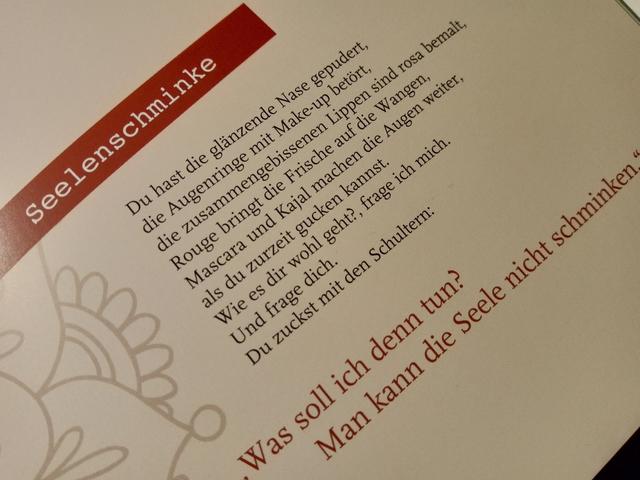 Seelenschminke
Du hast die glänzende Nase gepudert,
die Augenringe mit Make-up betört,
die zusammengebissenen Lippen sind rosa bemalt,
Rouge bringt die Frische auf die Wangen,
Mascara und Kajal machen die Augen weiter,
als du zurzeit gucken kannst.
Wie es dir wohl geht?, frage ich mich.
Und frage dich.
Du zuckst mit den Schultern:
„Was soll ich denn tun?
Man kann die Seele nicht schminken.“